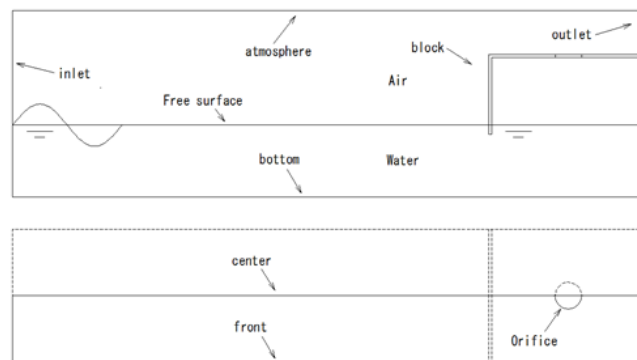 outlet
block
atmosphere
inlet
Air
Free surface
bottom
Water
center
front
Orifice